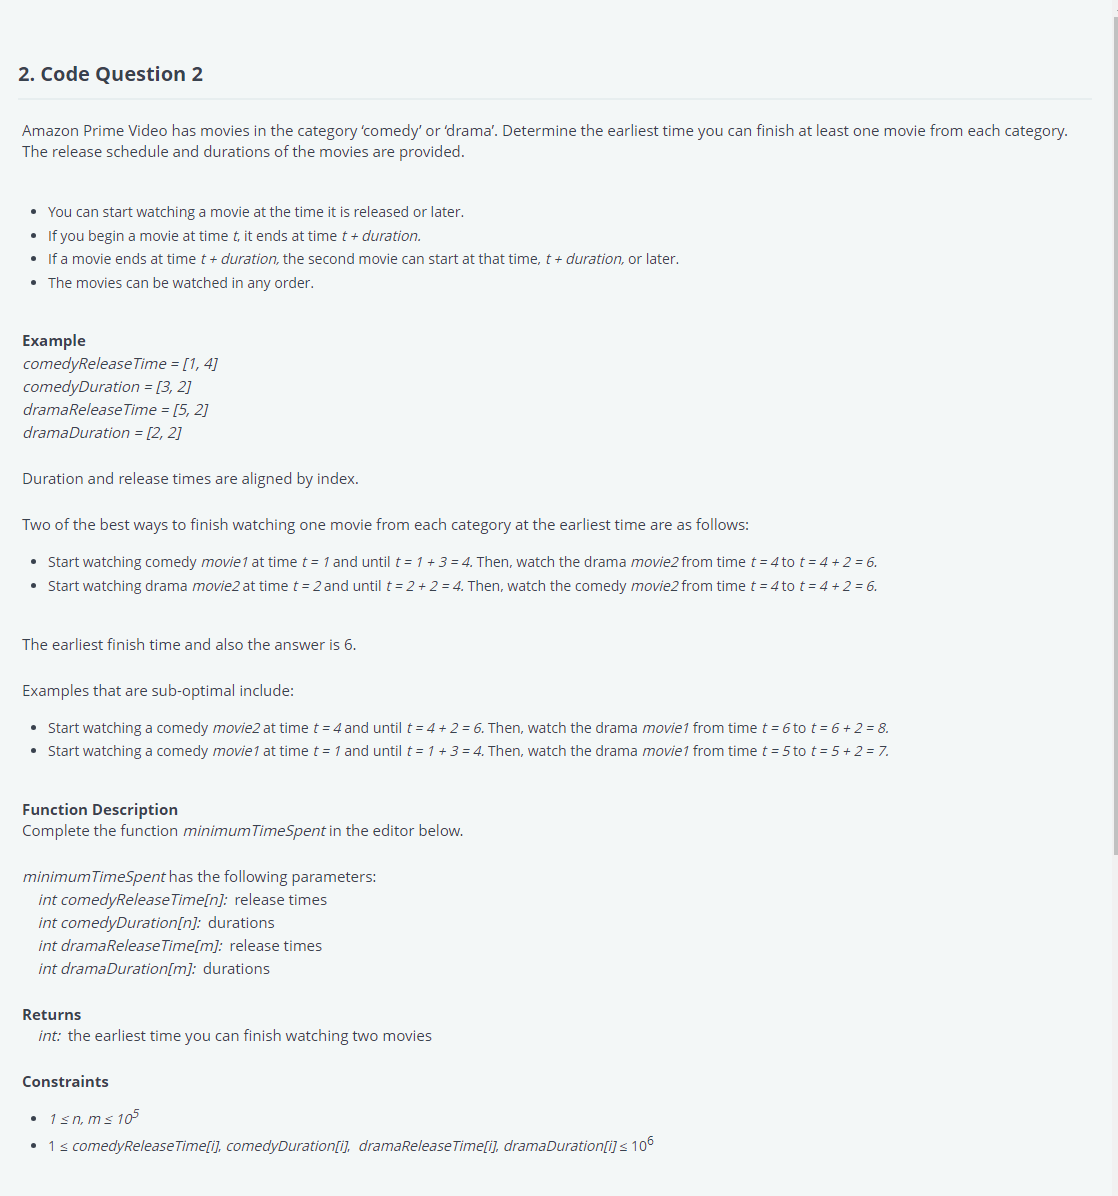 2. Code Question 2
Amazon Prime Video has movies in the category ‘comedy’ or ‘drama’. Determine the earliest time you can finish at least one movie from each category.
The release schedule and durations of the movies are provided.
• You can start watching a movie at the time it is released or later.
• If you begin a movie at time t, it ends at time t + duration.
• If a movie ends at time t + duration, the second movie can start at that time, t + duration, or later.
• The movies can be watched in any order.
Example
comedyReleaseTime = [1, 4]
comedyDuration = [3, 2]
dramaReleaseTime = [5, 2]
dramaDuration = [2, 2]
Duration and release times are aligned by index.
Two of the best ways to finish watching one movie from each category at the earliest time are as follows:
• Start watching comedy movie1 at time t = 1 and until t = 1 + 3 = 4. Then, watch the drama movie2 from time t = 4 to t = 4 + 2 = 6.
• Start watching drama movie2 at time t = 2 and until t = 2 + 2 = 4. Then, watch the comedy movie2 from time t = 4 to t = 4 + 2 = 6.
The earliest finish time and also the answer is 6.
Examples that are sub-optimal include:
• Start watching a comedy movie2 at time t = 4 and until t = 4 + 2 = 6. Then, watch the drama movie1 from time t = 6 to t = 6 + 2 = 8.
• Start watching a comedy movie1 at time t = 1 and until t = 1 + 3 = 4. Then, watch the drama movie1 from time t = 5 to t = 5 + 2 = 7.
Function Description
Complete the function minimumTimeSpent in the editor below.
minimumTimeSpent has the following parameters:
int comedyReleaseTime[n]: release times
int comedyDuration[n]: durations
int dramaReleaseTime[m]: release times
int dramaDuration[m]: durations
Returns
int: the earliest time you can finish watching two movies
Constraints
• 1 ≤ n, m ≤ 10⁵
• 1 ≤ comedyReleaseTime[i], comedyDuration[i], dramaReleaseTime[i], dramaDuration[i] ≤ 10⁶